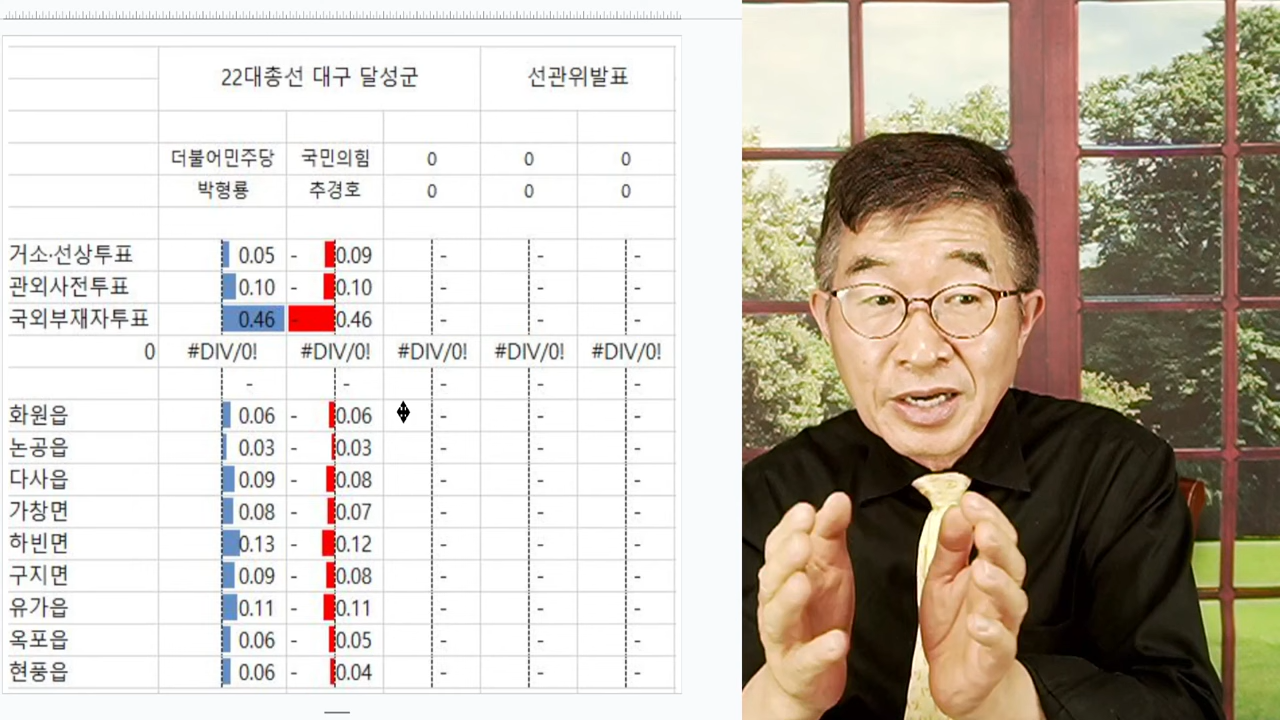 22대총선 대구 달성군 선관위발표
더불어민주당 국민의힘 0 0 0
박형룡 추경호 0 0 0
거소·선상투표 0.05 - 0.09 - - -
관외사전투표 0.10 - 0.10 - - -
국외부재자투표 0.46 - 0.46 - - -
0 #DIV/0! #DIV/0! #DIV/0! #DIV/0! #DIV/0!
- - - - -
화원읍 0.06 - 0.06 - - -
논공읍 0.03 - 0.03 - - -
다사읍 0.09 - 0.08 - - -
가창면 0.08 - 0.07 - - -
하빈면 0.13 - 0.12 - - -
구지면 0.09 - 0.08 - - -
유가읍 0.11 - 0.11 - - -
옥포읍 0.06 - 0.05 - - -
현풍읍 0.06 - 0.04 - - -